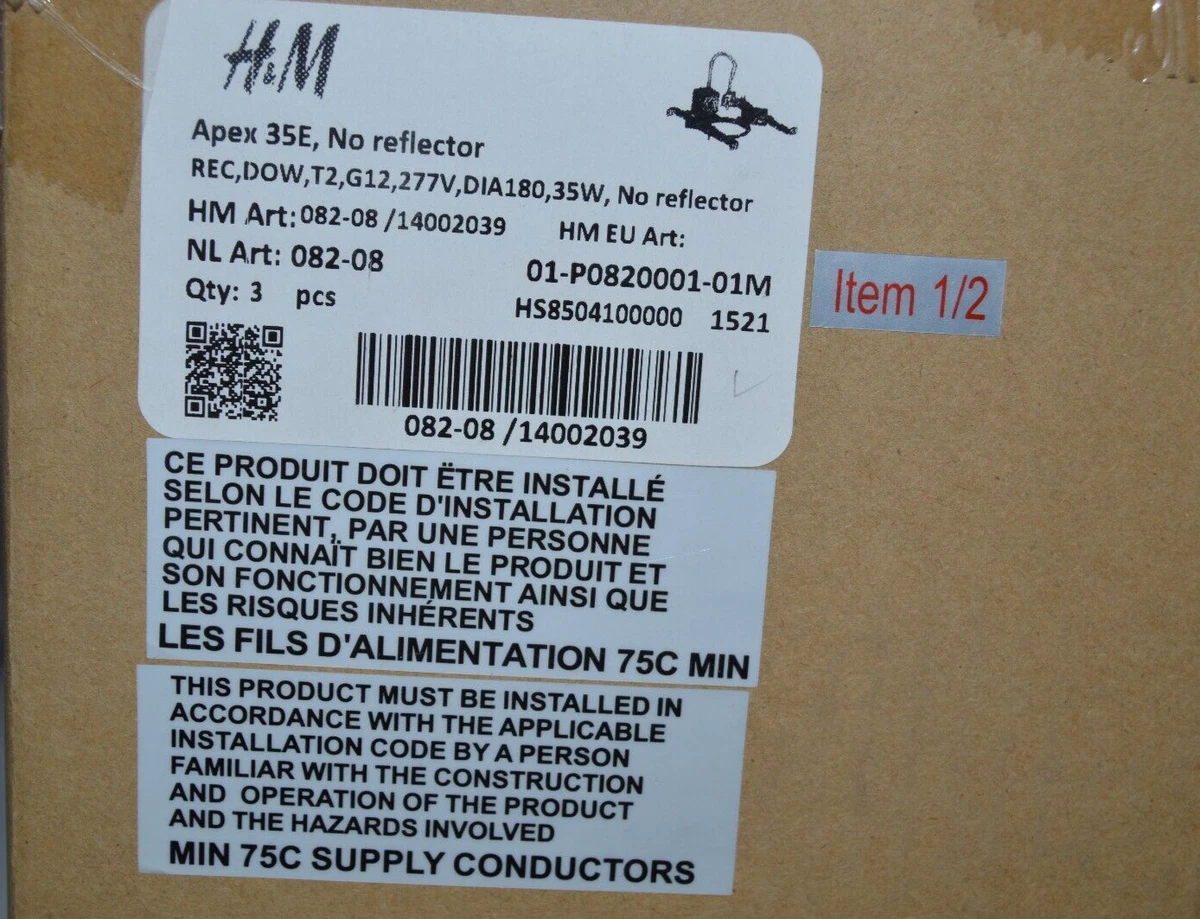 H&M
Apex 35E, No reflector
REC,DOW,T2,G12,277V,DIA180,35W, No reflector
HM Art:082-08 /14002039 HM EU Art:
NL Art: 082-08 01-P0820001-01M
Qty: 3 pcs HS8504100000 1521
082-08 /14002039
Item 1/2
CE PRODUIT DOIT ËTRE INSTALLÉ
SELON LE CODE D'INSTALLATION
PERTINENT, PAR UNE PERSONNE
QUI CONNAÏT BIEN LE PRODUIT ET
SON FONCTIONNEMENT AINSI QUE
LES RISQUES INHÉRENTS
LES FILS D'ALIMENTATION 75C MIN
THIS PRODUCT MUST BE INSTALLED IN
ACCORDANCE WITH THE APPLICABLE
INSTALLATION CODE BY A PERSON
FAMILIAR WITH THE CONSTRUCTION
AND OPERATION OF THE PRODUCT
AND THE HAZARDS INVOLVED
MIN 75C SUPPLY CONDUCTORS